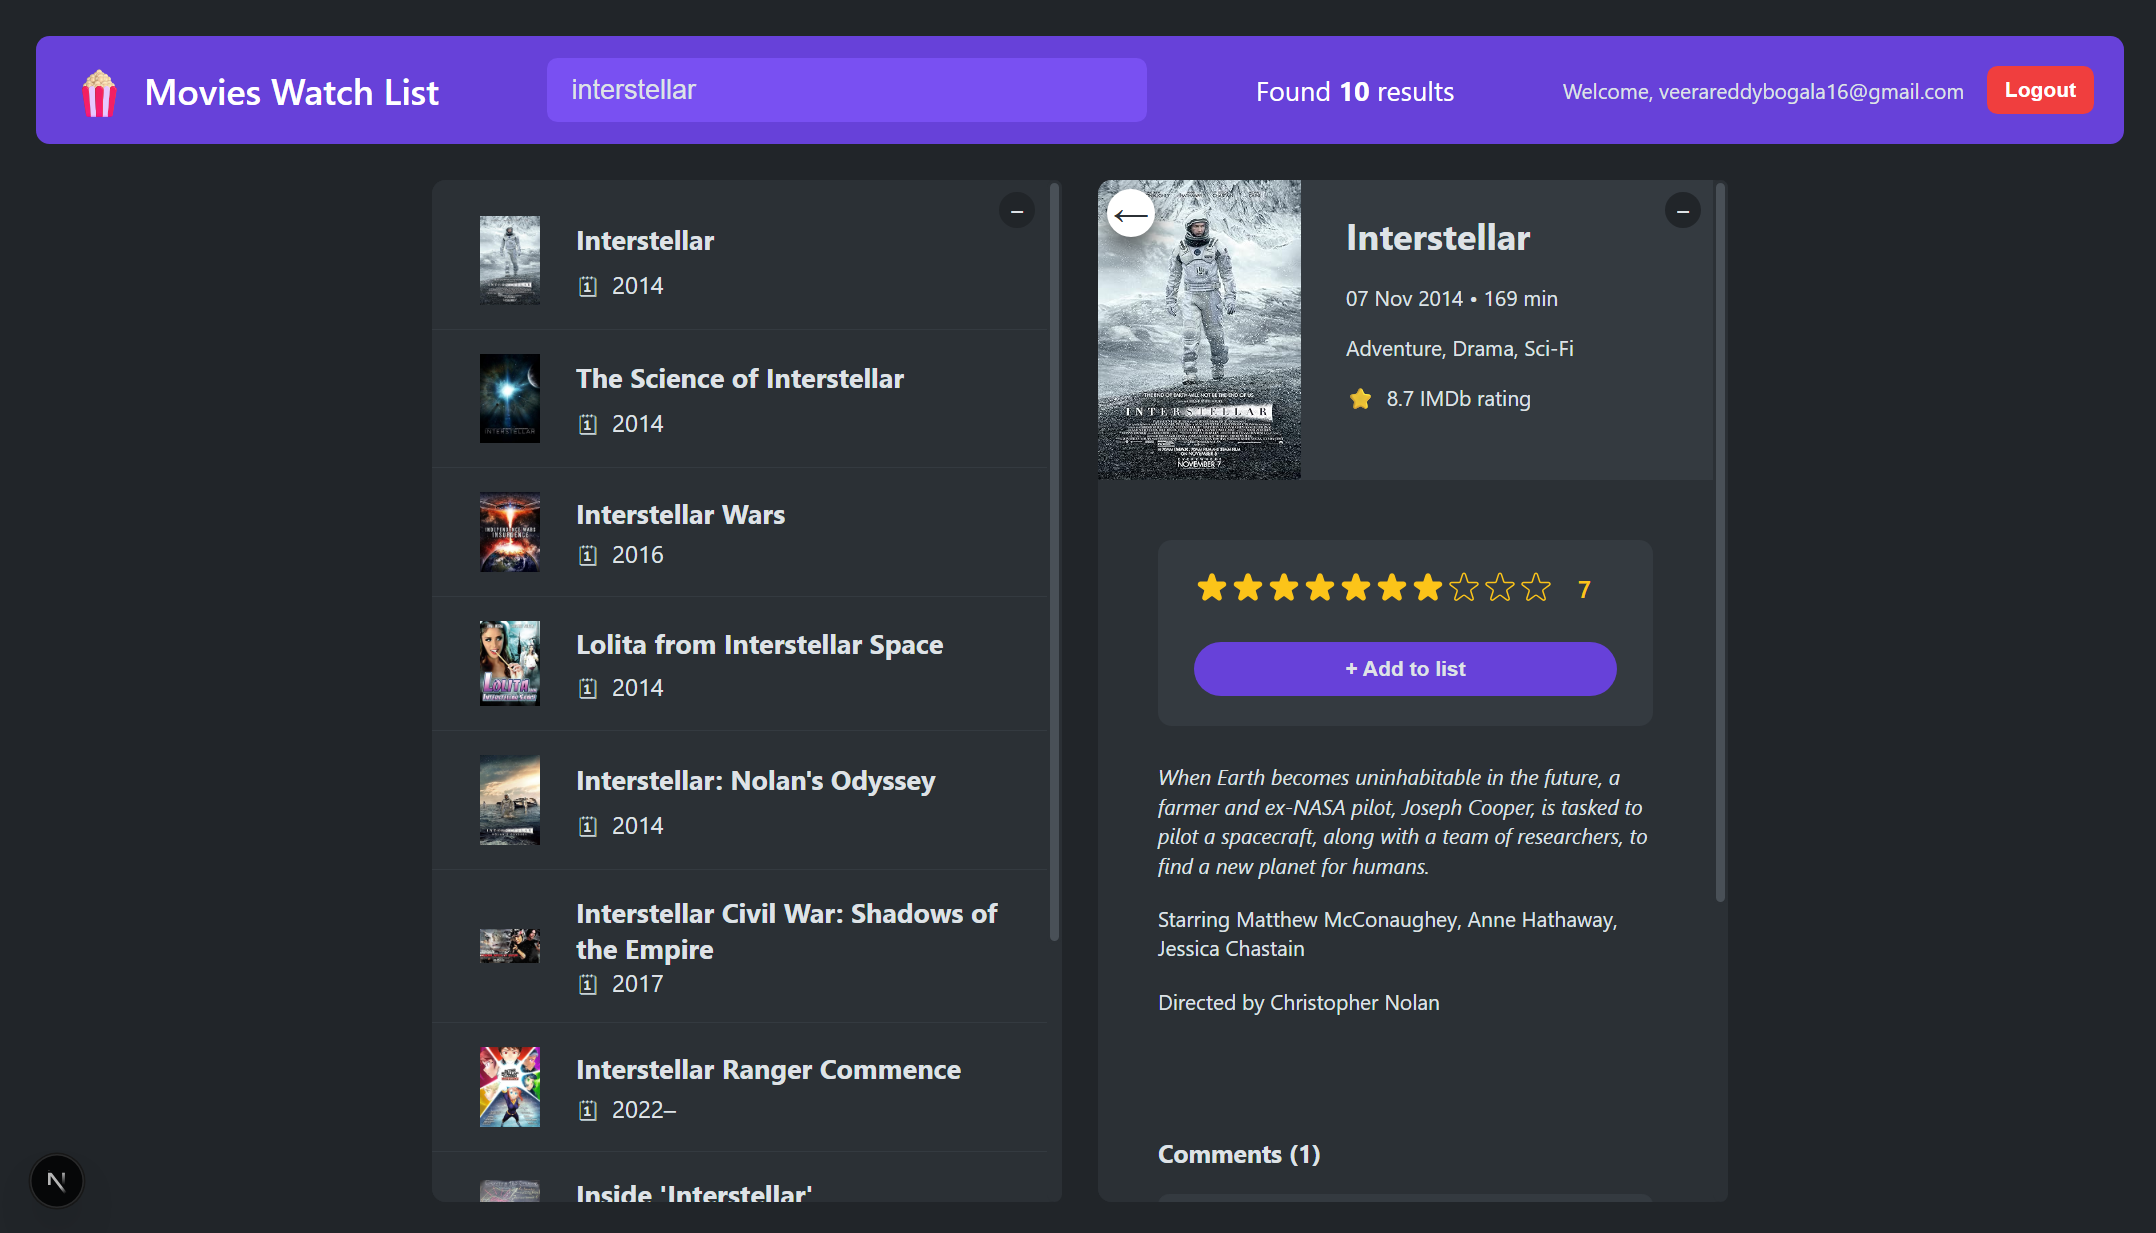 Movies Watch List
interstellar
Found 10 results
Welcome, veerareddybogala16@gmail.com
Logout
–
Interstellar
2014
The Science of Interstellar
2014
Interstellar Wars
2016
Lolita from Interstellar Space
2014
Interstellar: Nolan's Odyssey
2014
Interstellar Civil War: Shadows of
the Empire
2017
Interstellar Ranger Commence
2022–
Inside 'Interstellar'
N
←
–
INTERSTELLAR
NOVEMBER 7
Interstellar
07 Nov 2014 • 169 min
Adventure, Drama, Sci-Fi
8.7 IMDb rating
7
+ Add to list
When Earth becomes uninhabitable in the future, a
farmer and ex-NASA pilot, Joseph Cooper, is tasked to
pilot a spacecraft, along with a team of researchers, to
find a new planet for humans.
Starring Matthew McConaughey, Anne Hathaway,
Jessica Chastain
Directed by Christopher Nolan
Comments (1)